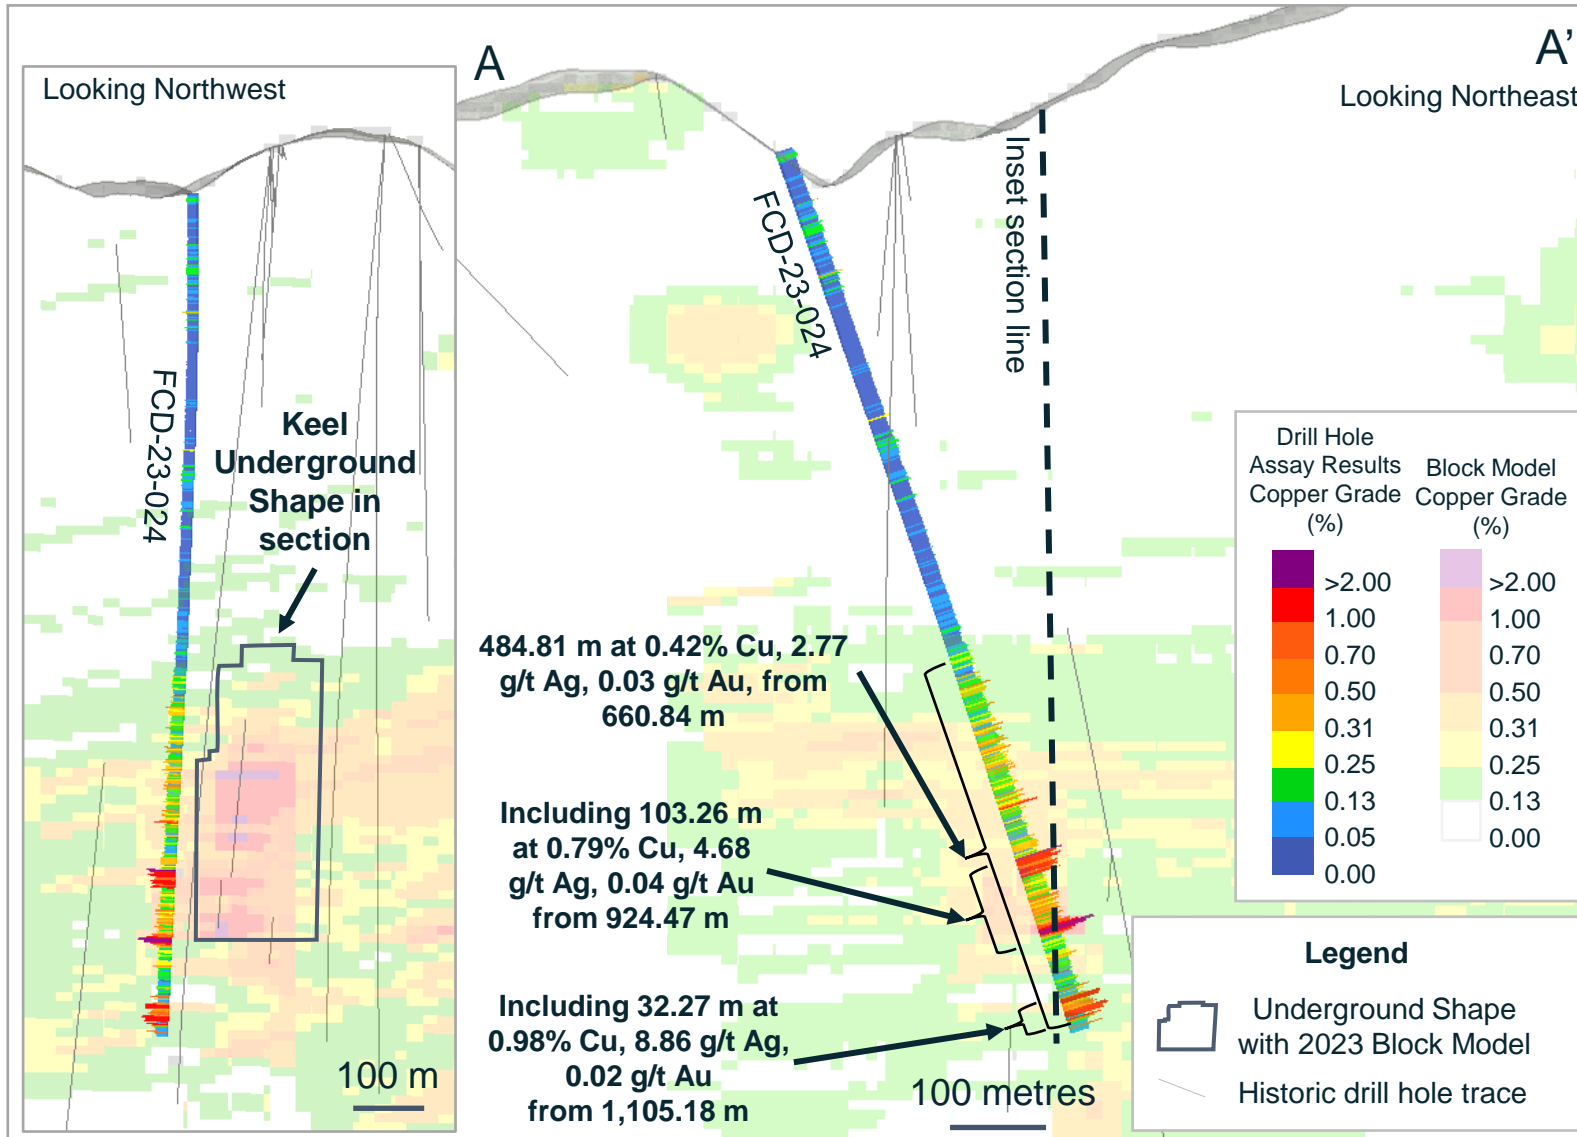 Looking Northwest
FCD-23-024
Keel
Underground
Shape in
section
100 m
A
A'
Looking Northeast
FCD-23-024
Inset section line
484.81 m at 0.42% Cu, 2.77
g/t Ag, 0.03 g/t Au, from
660.84 m
Including 103.26 m
at 0.79% Cu, 4.68
g/t Ag, 0.04 g/t Au
from 924.47 m
Including 32.27 m at
0.98% Cu, 8.86 g/t Ag,
0.02 g/t Au
from 1,105.18 m
100 metres
Drill Hole
Assay Results
Copper Grade
(%)
>2.00
1.00
0.70
0.50
0.31
0.25
0.13
0.05
0.00
Block Model
Copper Grade
(%)
>2.00
1.00
0.70
0.50
0.31
0.25
0.13
0.00
Legend
Underground Shape
with 2023 Block Model
Historic drill hole trace